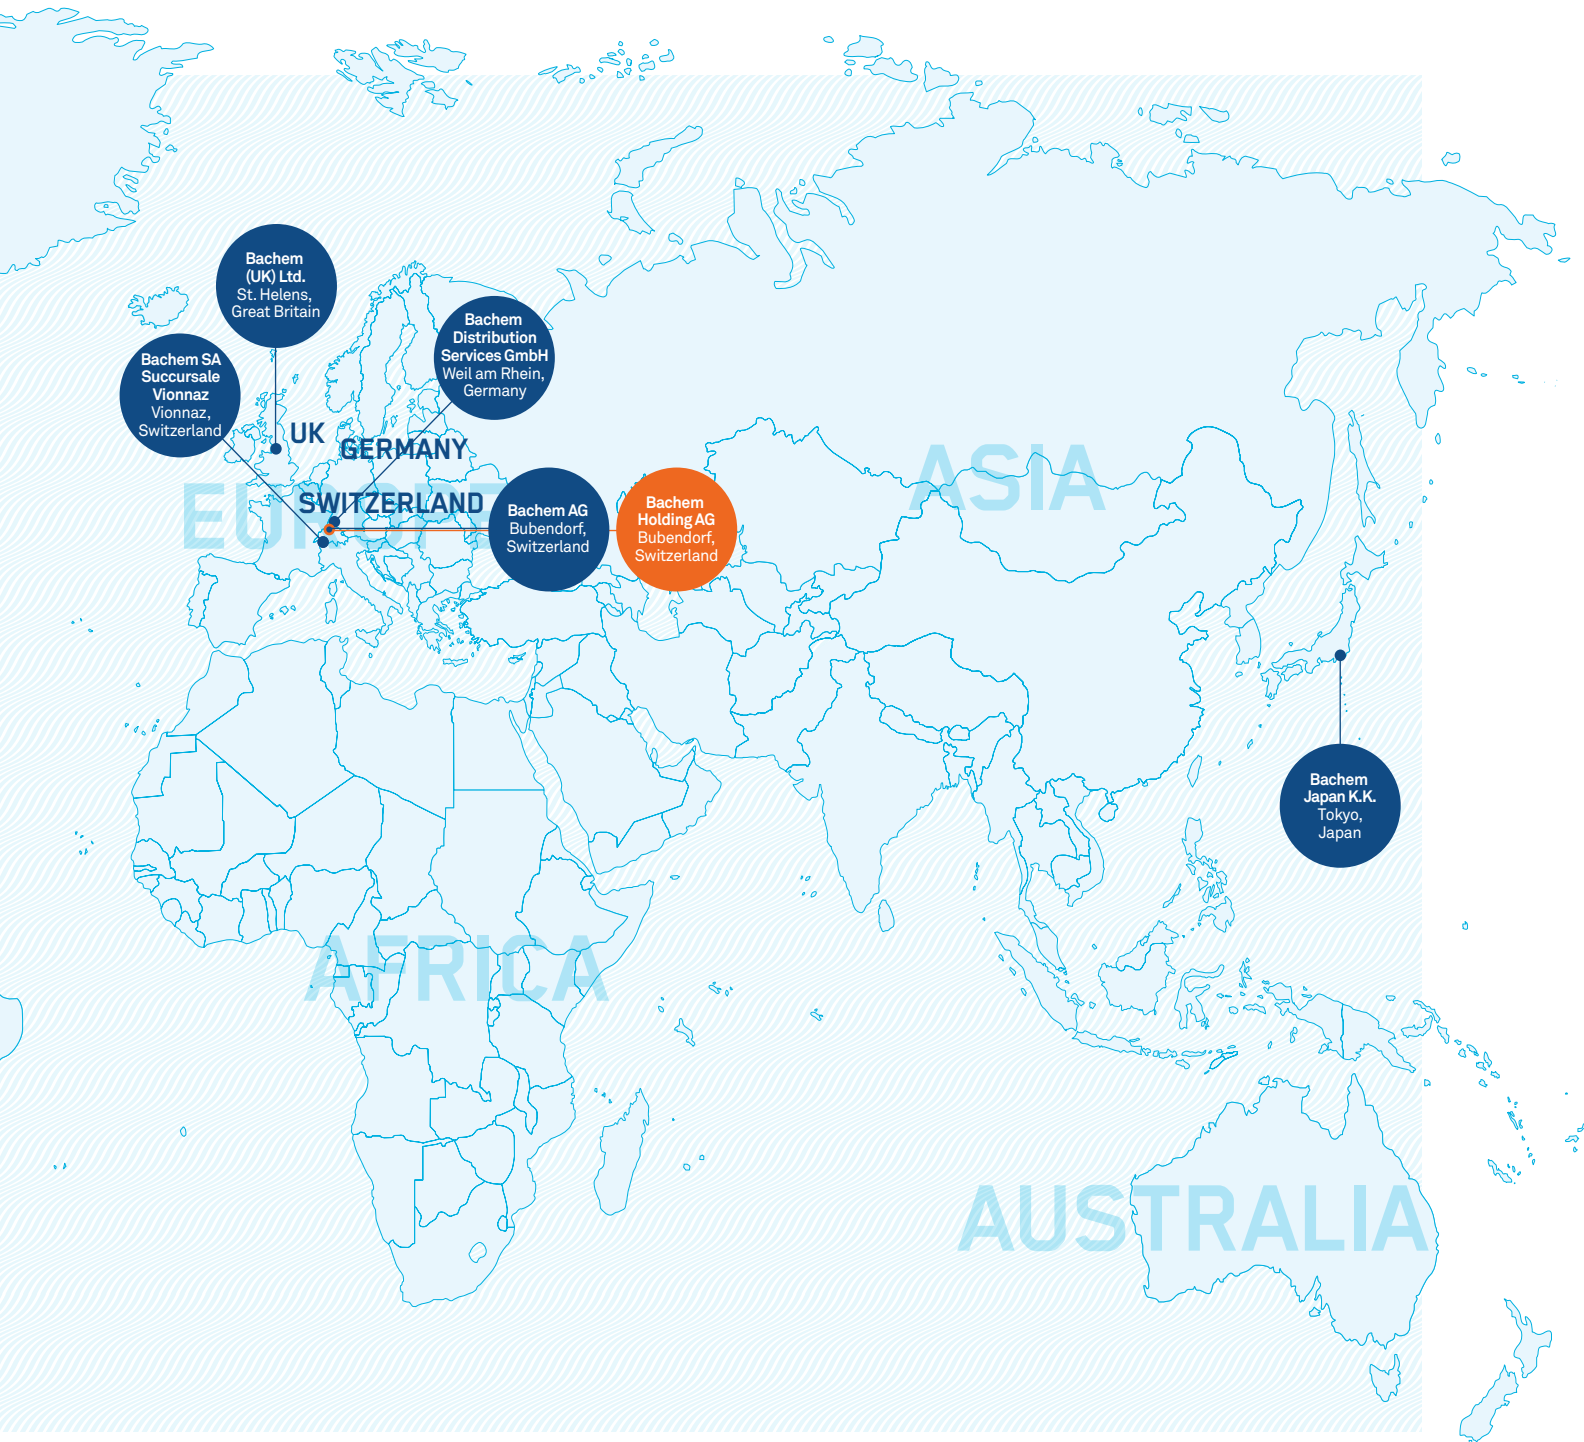 Bachem
(UK) Ltd.
St. Helens,
Great Britain
Bachem
Distribution
Services GmbH
Weil am Rhein,
Germany
Bachem SA
Succursale
Vionnaz
Vionnaz,
Switzerland
UK
GERMANY
SWITZERLAND
EUROPE
ASIA
Bachem AG
Bubendorf,
Switzerland
Bachem
Holding AG
Bubendorf,
Switzerland
Bachem
Japan K.K.
Tokyo,
Japan
AFRICA
AUSTRALIA